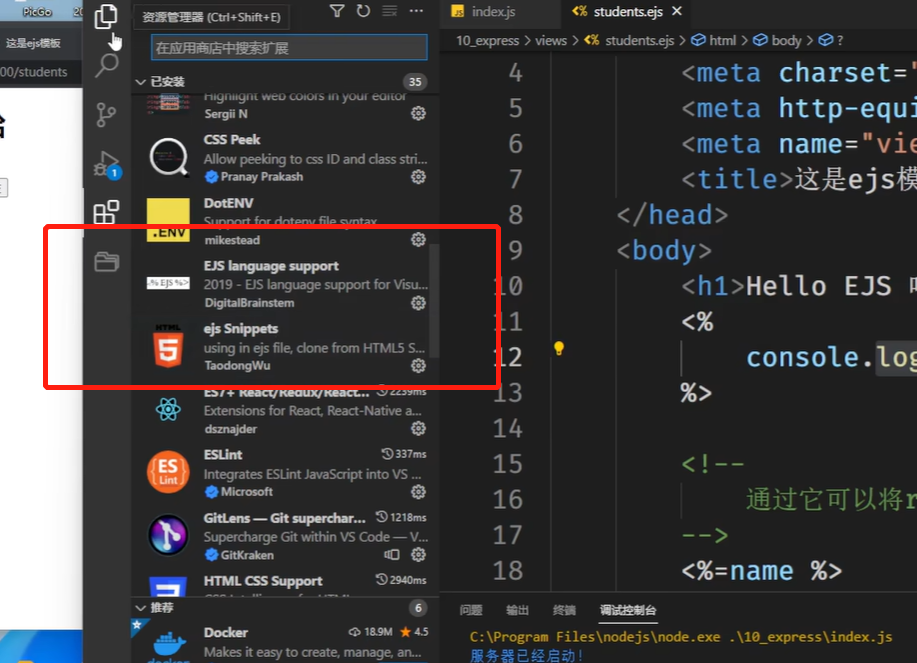 PicGo
这是ejs模板
00/students
资源管理器 (Ctrl+Shift+E)
在应用商店中搜索扩展
已安装
35
Highlight web colors in your editor
Sergii N
CSS Peek
Allow peeking to css ID and class stri...
Pranay Prakash
DotENV
Support for dotenv file syntax
.ENV
mikestead
EJS language support
<% EJS %>
2019 - EJS language support for Visu...
DigitalBrainstem
ejs Snippets
HTML
5
using in ejs file, clone from HTML5 S...
TaodongWu
ES7+ React/Redux/React...
2239ms
Extensions for React, React-Native a...
dsznajder
ESLint
337ms
ES
Lint
Integrates ESLint JavaScript into VS ...
Microsoft
GitLens — Git superchar...
1218ms
Supercharge Git within VS Code — V...
GitKraken
HTML CSS Support
2940ms
推荐
6
Docker
18.9M
4.5
Makes it easy to create, manage, an...
docker
1
index.js
students.ejs
10_express > views > <% students.ejs > html > body > ?
4 <meta charset="
5 <meta http-equi
6 <meta name="vie
7 <title>这是ejs模
8 </head>
9 <body>
10 <h1>Hello EJS
11 <%
12 console.log
13 %>
14
15 <!--
16 通过它可以将r
17 -->
18 <%=name %>
问题 输出 终端 调试控制台
C:\Program Files\nodejs\node.exe .\10_express\index.js
服务器已经启动!